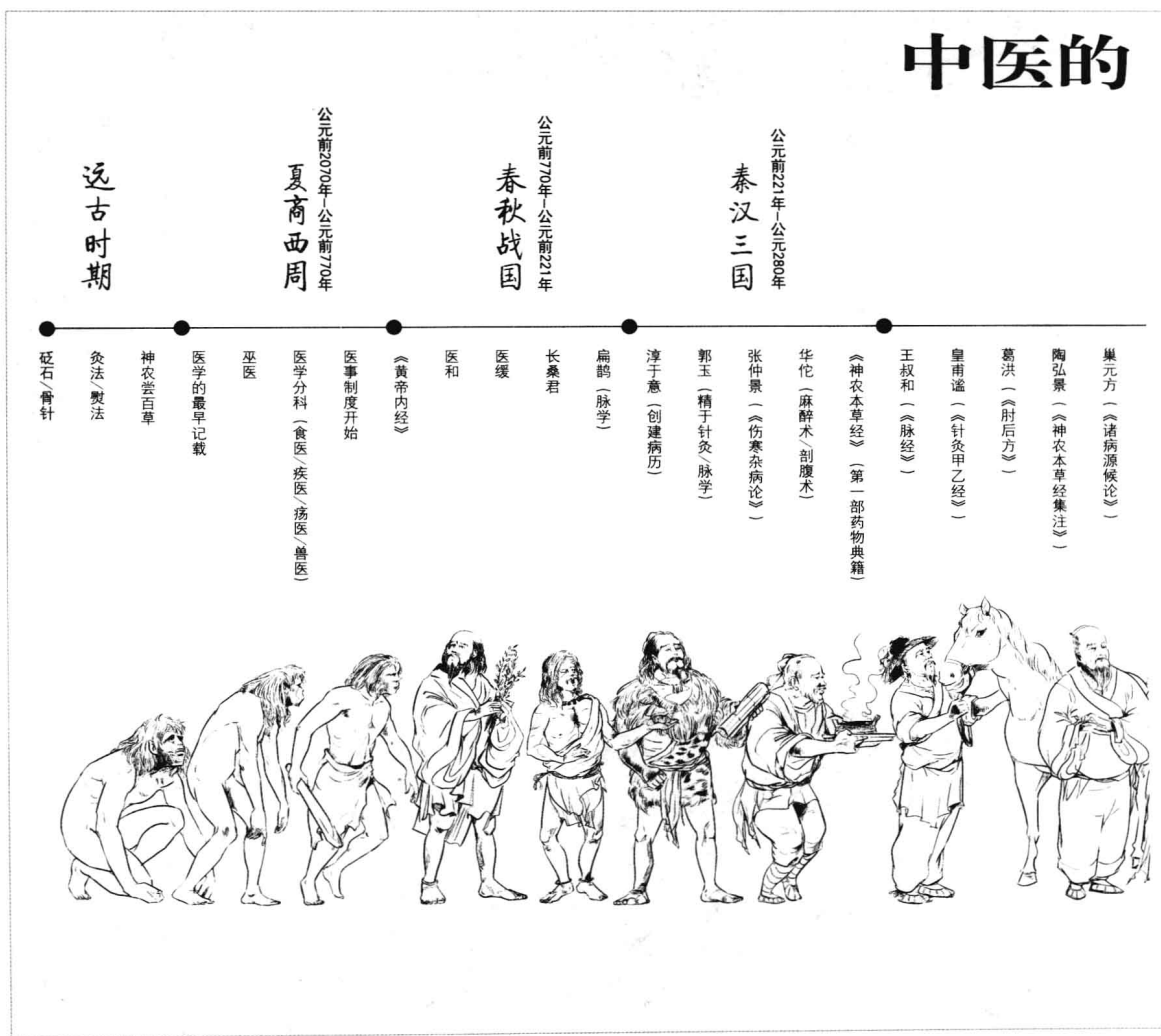 中医的
远古时期
夏商西周
公元前2070年—公元前770年
春秋战国
公元前770年—公元前221年
秦汉三国
公元前221年—公元280年
砭石/骨针
灸法/熨法
神农尝百草
医学的最早记载
巫医
医学分科（食医/疾医/疡医/兽医）
医事制度开始
《黄帝内经》
医和
医缓
长桑君
扁鹊（脉学）
淳于意（创建病历）
郭玉（精于针灸/脉学）
张仲景（《伤寒杂病论》）
华佗（麻醉术/剖腹术）
《神农本草经》（第一部药物典籍）
王叔和（《脉经》）
皇甫谧（《针灸甲乙经》）
葛洪（《肘后方》）
陶弘景（《神农本草经集注》）
巢元方（《诸病源候论》）